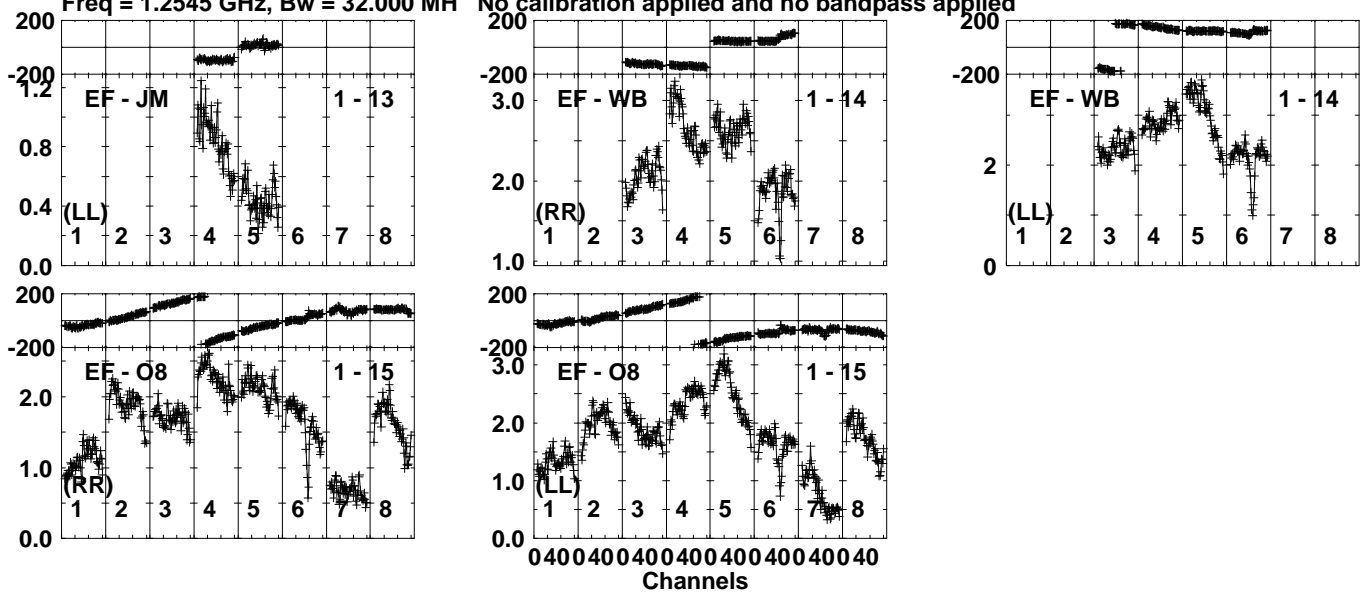 Freq = 1.2545 GHz, Bw = 32.000 MH No calibration applied and no bandpass applied
200
-200
1.2
0.8
0.4
0.0
EF - JM 1 - 13
(LL)
1 2 3 4 5 6 7 8
200
-200
3.0
2.0
1.0
EF - WB 1 - 14
(RR)
1 2 3 4 5 6 7 8
200
-200
2
0
EF - WB 1 - 14
(LL)
1 2 3 4 5 6 7 8
200
-200
2.0
1.0
0.0
EF - O8 1 - 15
(RR)
1 2 3 4 5 6 7 8
200
-200
3.0
2.0
1.0
0.0
EF - O8 1 - 15
(LL)
1 2 3 4 5 6 7 8
0 40 0 40 0 40 0 40 0 40 0 40 0 40 0 40
Channels